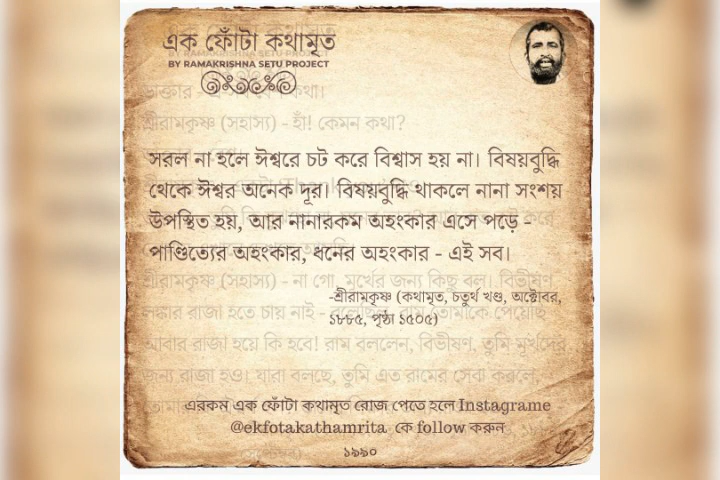 এক ফোঁটা কথামৃত
BY RAMAKRISHNA SETU PROJECT
কথা।
শ্রীরামকৃষ্ণ (সহাস্য) - হাঁ! কেমন কথা?
সরল না হলে ঈশ্বরে চট করে বিশ্বাস হয় না। বিষয়বুদ্ধি
থেকে ঈশ্বর অনেক দূর। বিষয়বুদ্ধি থাকলে নানা সংশয়
উপস্থিত হয়, আর নানারকম অহংকার এসে পড়ে -
পাণ্ডিত্যের অহংকার, ধনের অহংকার - এই সব।
শ্রীরামকৃষ্ণ (সহাস্য) - না গো, মূর্খের জন্য কিছু বল। বিভীষণ
-শ্রীরামকৃষ্ণ (কথামৃত, চতুর্থ খণ্ড, অক্টোবর,
লঙ্কার রাজা হতে চায় নাই - রাম তোমাকে পেয়েছি
১৮৮৫, পৃষ্ঠা ১৫০৫)
আবার রাজা হয়ে কি হবে! রাম বললেন, বিভীষণ, তুমি মূর্খদের
জন্য রাজা হও। যারা বলছে, তুমি এত রামের সেবা করলে,
এরকম এক ফোঁটা কথামৃত রোজ পেতে হলে Instagrame
@ekfotakathamrita কে follow করুন
১৯৯০